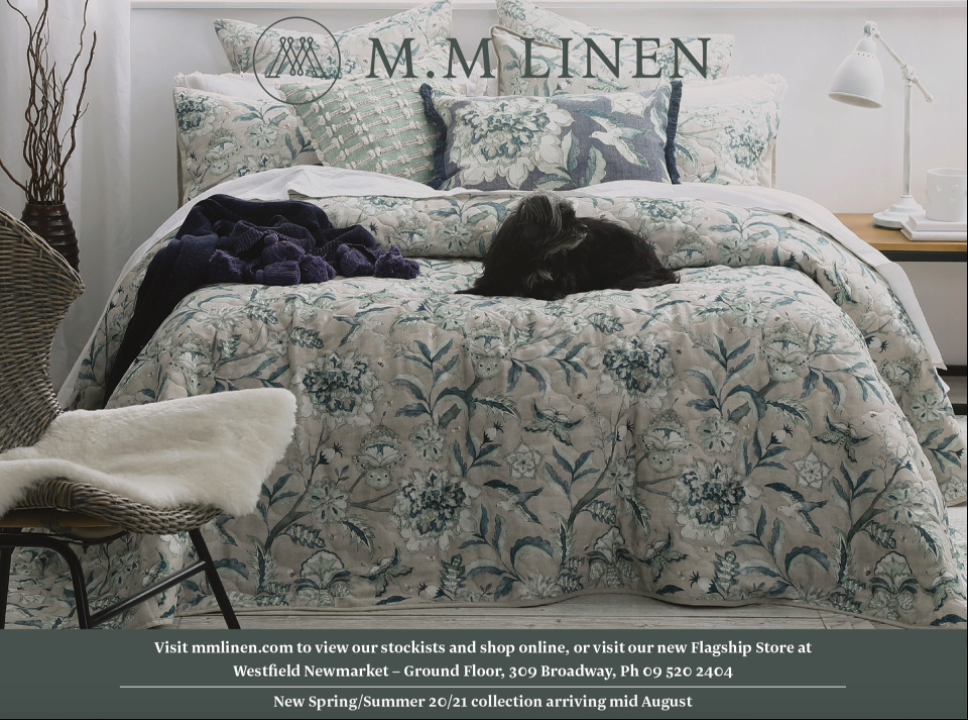 M.M LINEN
Visit mmlinen.com to view our stockists and shop online, or visit our new Flagship Store at
Westfield Newmarket – Ground Floor, 309 Broadway, Ph 09 520 2404
New Spring/Summer 20/21 collection arriving mid August